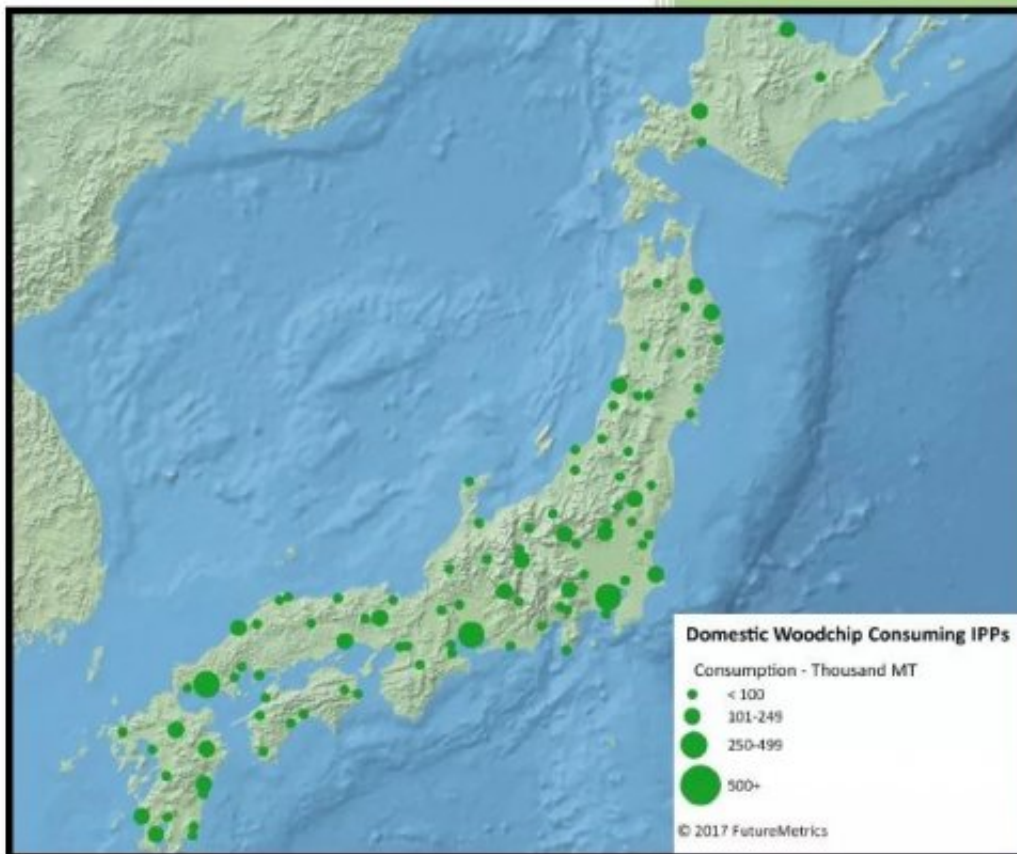 Domestic Woodchip Consuming IPPs
Consumption - Thousand MT
< 100
101-249
250-499
500+
© 2017 FutureMetrics